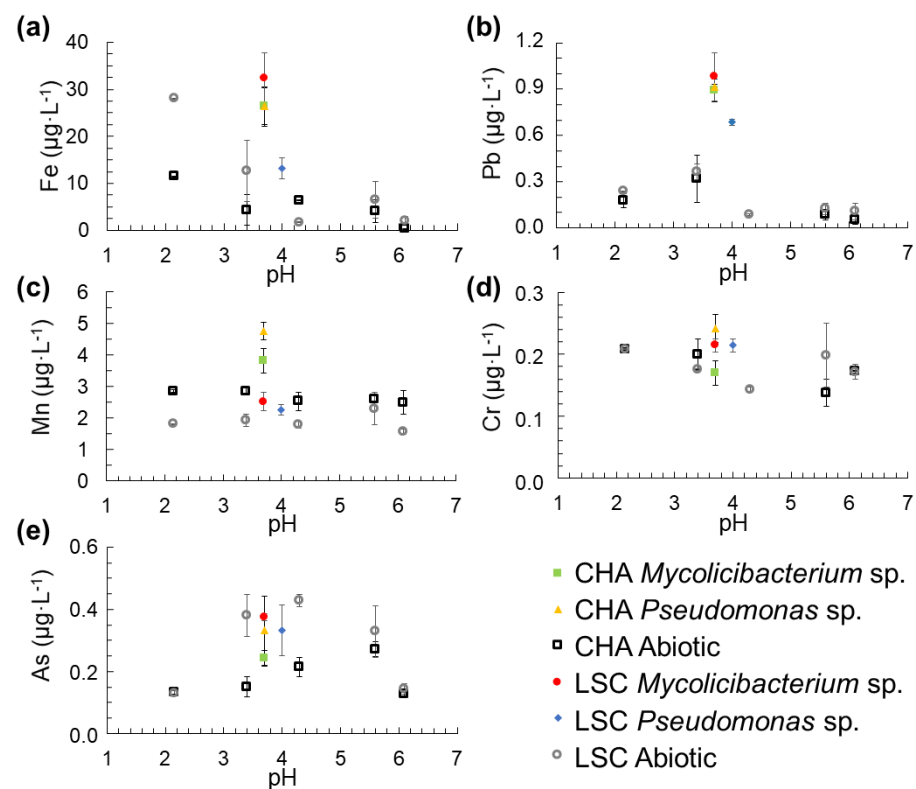 (a)
Fe (µg·L⁻¹)
40
30
20
10
0
1 2 3 4 5 6 7
pH
(b)
Pb (µg·L⁻¹)
1.2
0.9
0.6
0.3
0.0
1 2 3 4 5 6 7
pH
(c)
Mn (µg·L⁻¹)
6
5
4
3
2
1
0
1 2 3 4 5 6 7
pH
(d)
Cr (µg·L⁻¹)
0.3
0.2
0.1
0.0
1 2 3 4 5 6 7
pH
(e)
As (µg·L⁻¹)
0.6
0.4
0.2
0.0
1 2 3 4 5 6 7
pH
CHA Mycolicibacterium sp.
CHA Pseudomonas sp.
CHA Abiotic
LSC Mycolicibacterium sp.
LSC Pseudomonas sp.
LSC Abiotic